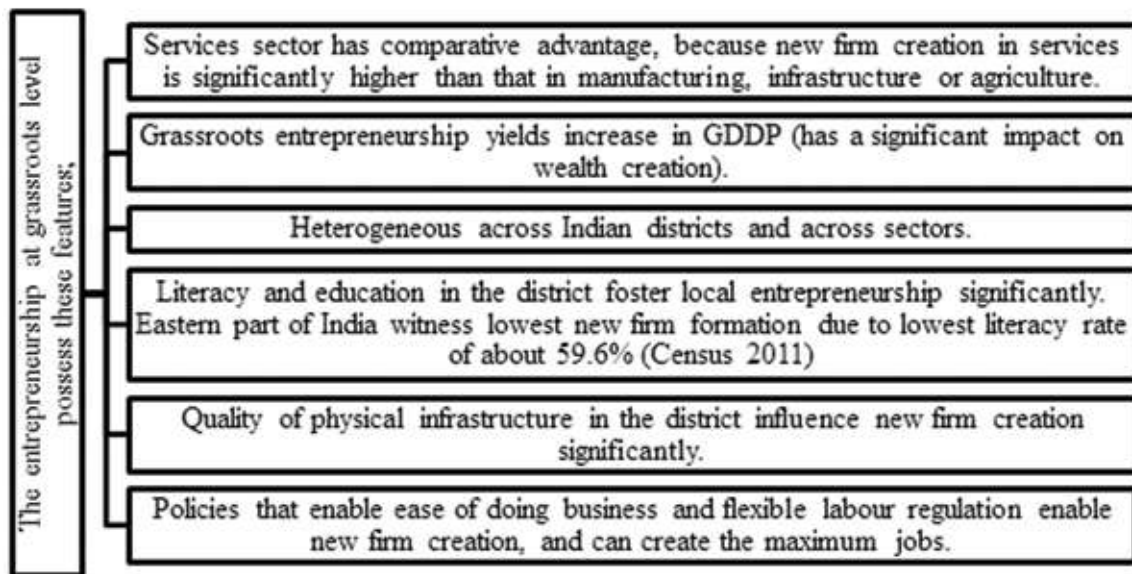 The entrepreneurship at grassroots level
possess these features;
Services sector has comparative advantage, because new firm creation in services
is significantly higher than that in manufacturing, infrastructure or agriculture.
Grassroots entrepreneurship yields increase in GDDP (has a significant impact on
wealth creation).
Heterogeneous across Indian districts and across sectors.
Literacy and education in the district foster local entrepreneurship significantly.
Eastern part of India witness lowest new firm formation due to lowest literacy rate
of about 59.6% (Census 2011)
Quality of physical infrastructure in the district influence new firm creation
significantly.
Policies that enable ease of doing business and flexible labour regulation enable
new firm creation, and can create the maximum jobs.